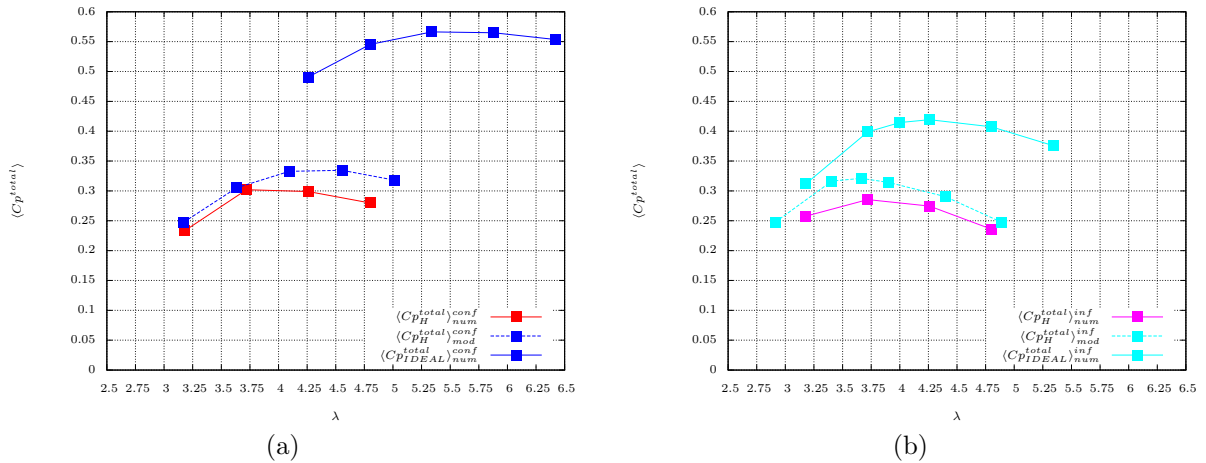 0.6
0.55
0.5
0.45
0.4
0.35
0.3
0.25
0.2
0.15
0.1
0.05
0
⟨Cp^{total}⟩
⟨Cp_H^{total}⟩_{num}^{conf}
⟨Cp_H^{total}⟩_{mod}^{conf}
⟨Cp_{IDEAL}^{total}⟩_{num}^{conf}
2.5 2.75 3 3.25 3.5 3.75 4 4.25 4.5 4.75 5 5.25 5.5 5.75 6 6.25 6.5
λ
(a)
0.6
0.55
0.5
0.45
0.4
0.35
0.3
0.25
0.2
0.15
0.1
0.05
0
⟨Cp^{total}⟩
⟨Cp_H^{total}⟩_{num}^{inf}
⟨Cp_H^{total}⟩_{mod}^{inf}
⟨Cp_{IDEAL}^{total}⟩_{num}^{inf}
2.5 2.75 3 3.25 3.5 3.75 4 4.25 4.5 4.75 5 5.25 5.5 5.75 6 6.25 6.5
λ
(b)